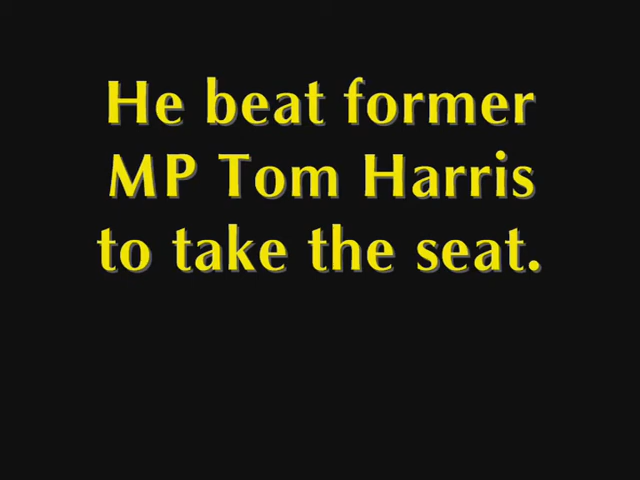 He beat former
MP Tom Harris
to take the seat.